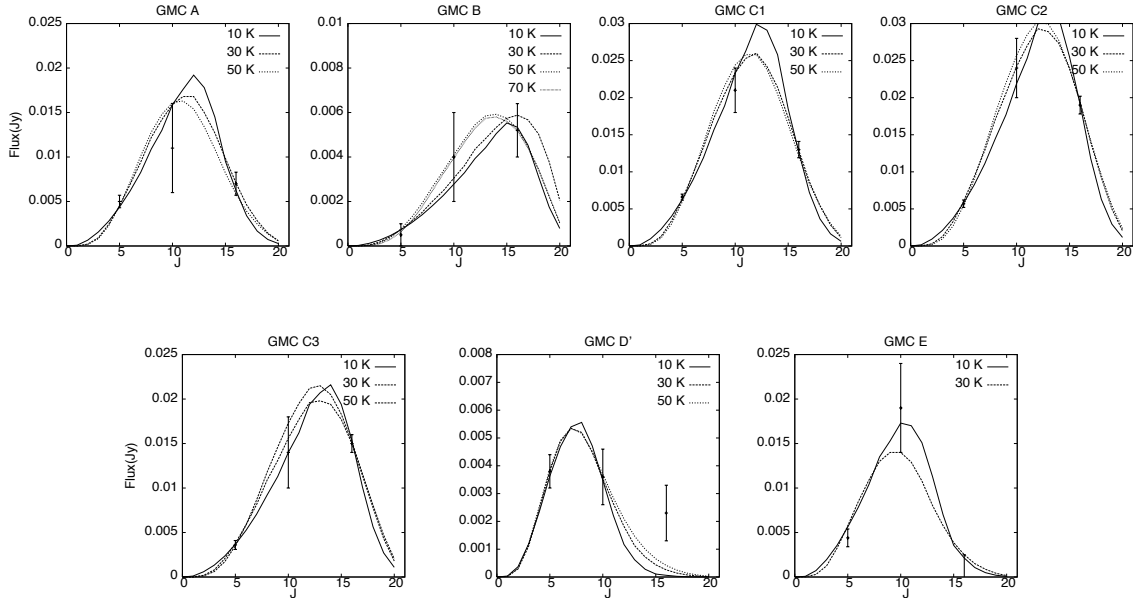 GMC A
10 K
30 K
50 K
0.025
0.02
0.015
0.01
0.005
0
Flux(Jy)
0 5 10 15 20
J
GMC B
10 K
30 K
50 K
70 K
0.01
0.008
0.006
0.004
0.002
0
0 5 10 15 20
J
GMC C1
10 K
30 K
50 K
0.03
0.025
0.02
0.015
0.01
0.005
0
0 5 10 15 20
J
GMC C2
10 K
30 K
50 K
0.03
0.025
0.02
0.015
0.01
0.005
0
0 5 10 15 20
J
GMC C3
10 K
30 K
50 K
0.025
0.02
0.015
0.01
0.005
0
Flux(Jy)
0 5 10 15 20
J
GMC D'
10 K
30 K
50 K
0.008
0.007
0.006
0.005
0.004
0.003
0.002
0.001
0
0 5 10 15 20
J
GMC E
10 K
30 K
0.025
0.02
0.015
0.01
0.005
0
0 5 10 15 20
J